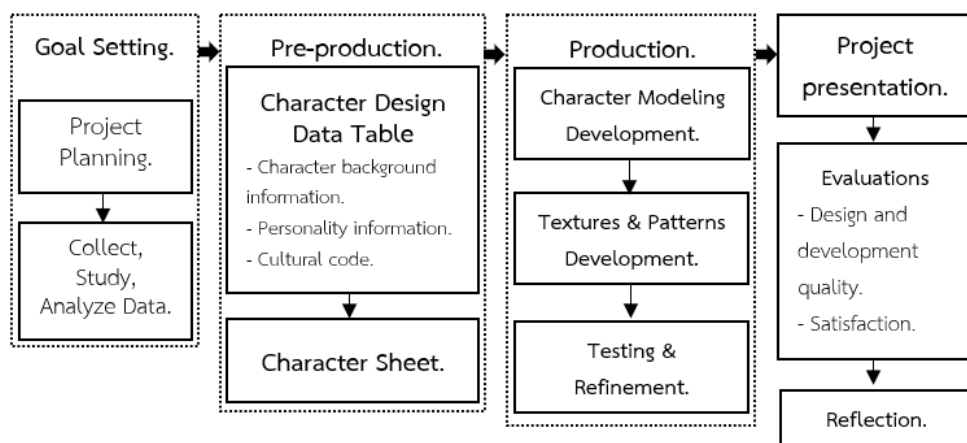 Goal Setting.
Project
Planning.
Collect,
Study,
Analyze Data.
Pre-production.
Character Design
Data Table
- Character background
information.
- Personality information.
- Cultural code.
Character Sheet.
Production.
Character Modeling
Development.
Textures & Patterns
Development.
Testing &
Refinement.
Project
presentation.
Evaluations
- Design and
development
quality.
- Satisfaction.
Reflection.